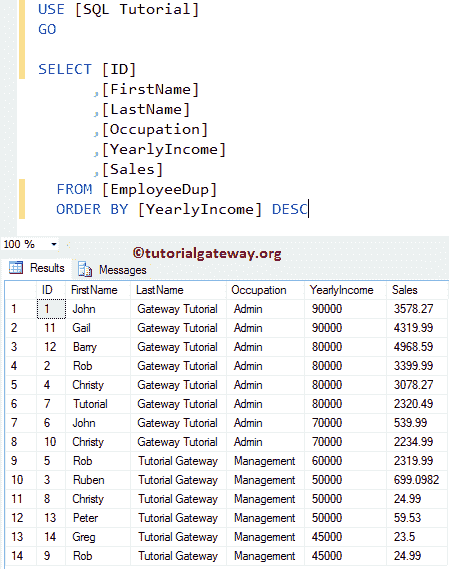 USE [SQL Tutorial]
GO
SELECT [ID]
,[FirstName]
,[LastName]
,[Occupation]
,[YearlyIncome]
,[Sales]
FROM [EmployeeDup]
ORDER BY [YearlyIncome] DESC
100 %
©tutorialgateway.org
Results Messages
ID FirstName LastName Occupation YearlyIncome Sales
1 1 John Gateway Tutorial Admin 90000 3578.27
2 11 Gail Gateway Tutorial Admin 90000 4319.99
3 12 Barry Gateway Tutorial Admin 80000 4968.59
4 2 Rob Gateway Tutorial Admin 80000 3399.99
5 4 Christy Gateway Tutorial Admin 80000 3078.27
6 7 Tutorial Gateway Tutorial Admin 80000 2320.49
7 6 John Gateway Tutorial Admin 70000 539.99
8 10 Christy Gateway Tutorial Admin 70000 2234.99
9 5 Rob Tutorial Gateway Management 60000 2319.99
10 3 Ruben Tutorial Gateway Management 50000 699.0982
11 8 Christy Tutorial Gateway Management 50000 24.99
12 13 Peter Tutorial Gateway Management 50000 59.53
13 14 Greg Tutorial Gateway Management 45000 23.5
14 9 Rob Tutorial Gateway Management 45000 24.99